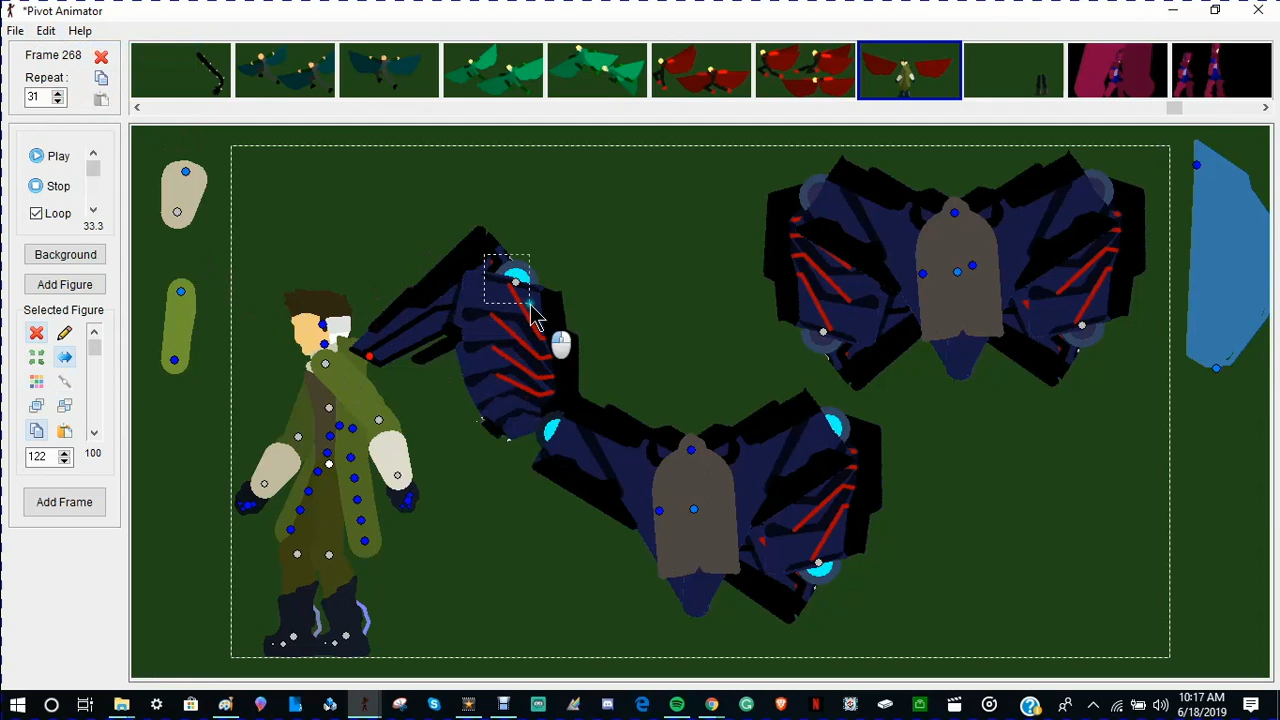 *Pivot Animator
File Edit Help
Frame 268
Repeat :
31
Play
Stop
Loop
33.3
Background
Add Figure
Selected Figure
122
100
Add Frame
10:17 AM
6/18/2019